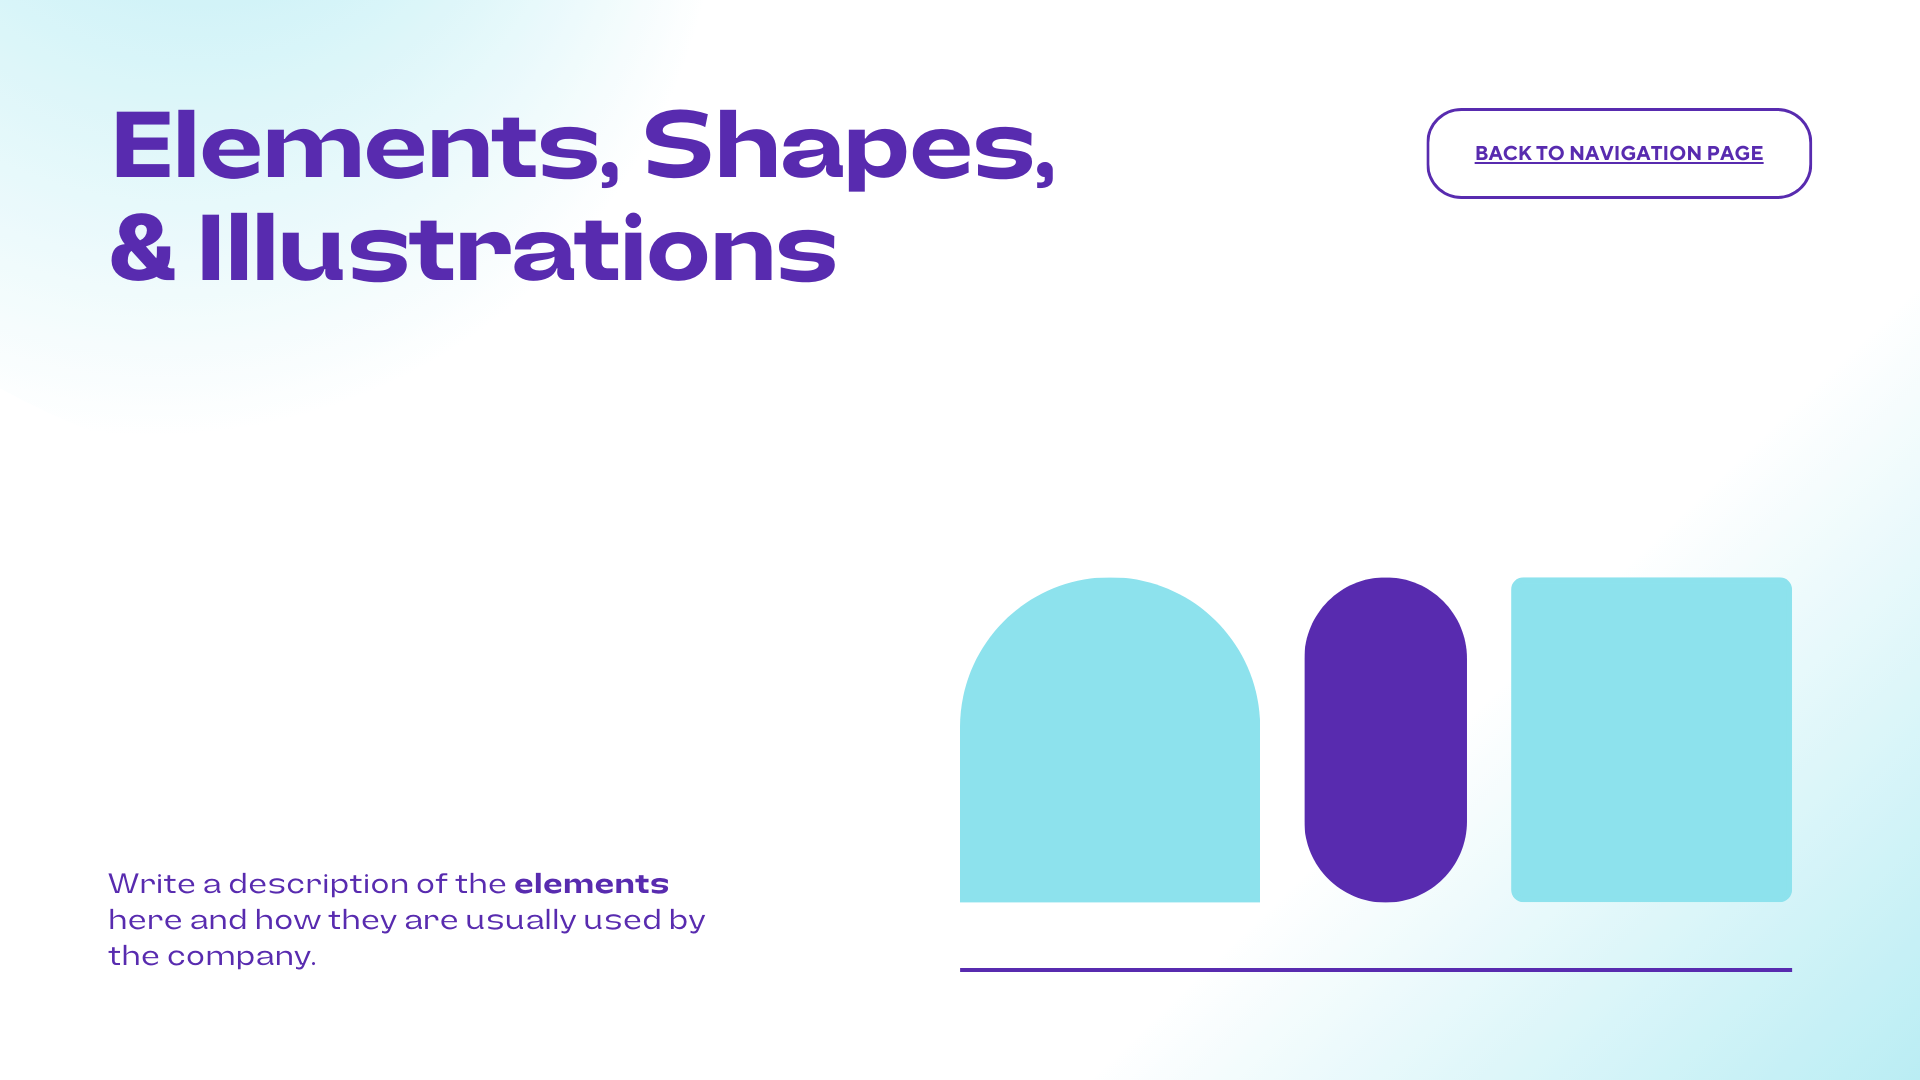 Elements, Shapes,
& Illustrations
BACK TO NAVIGATION PAGE
Write a description of the elements
here and how they are usually used by
the company.